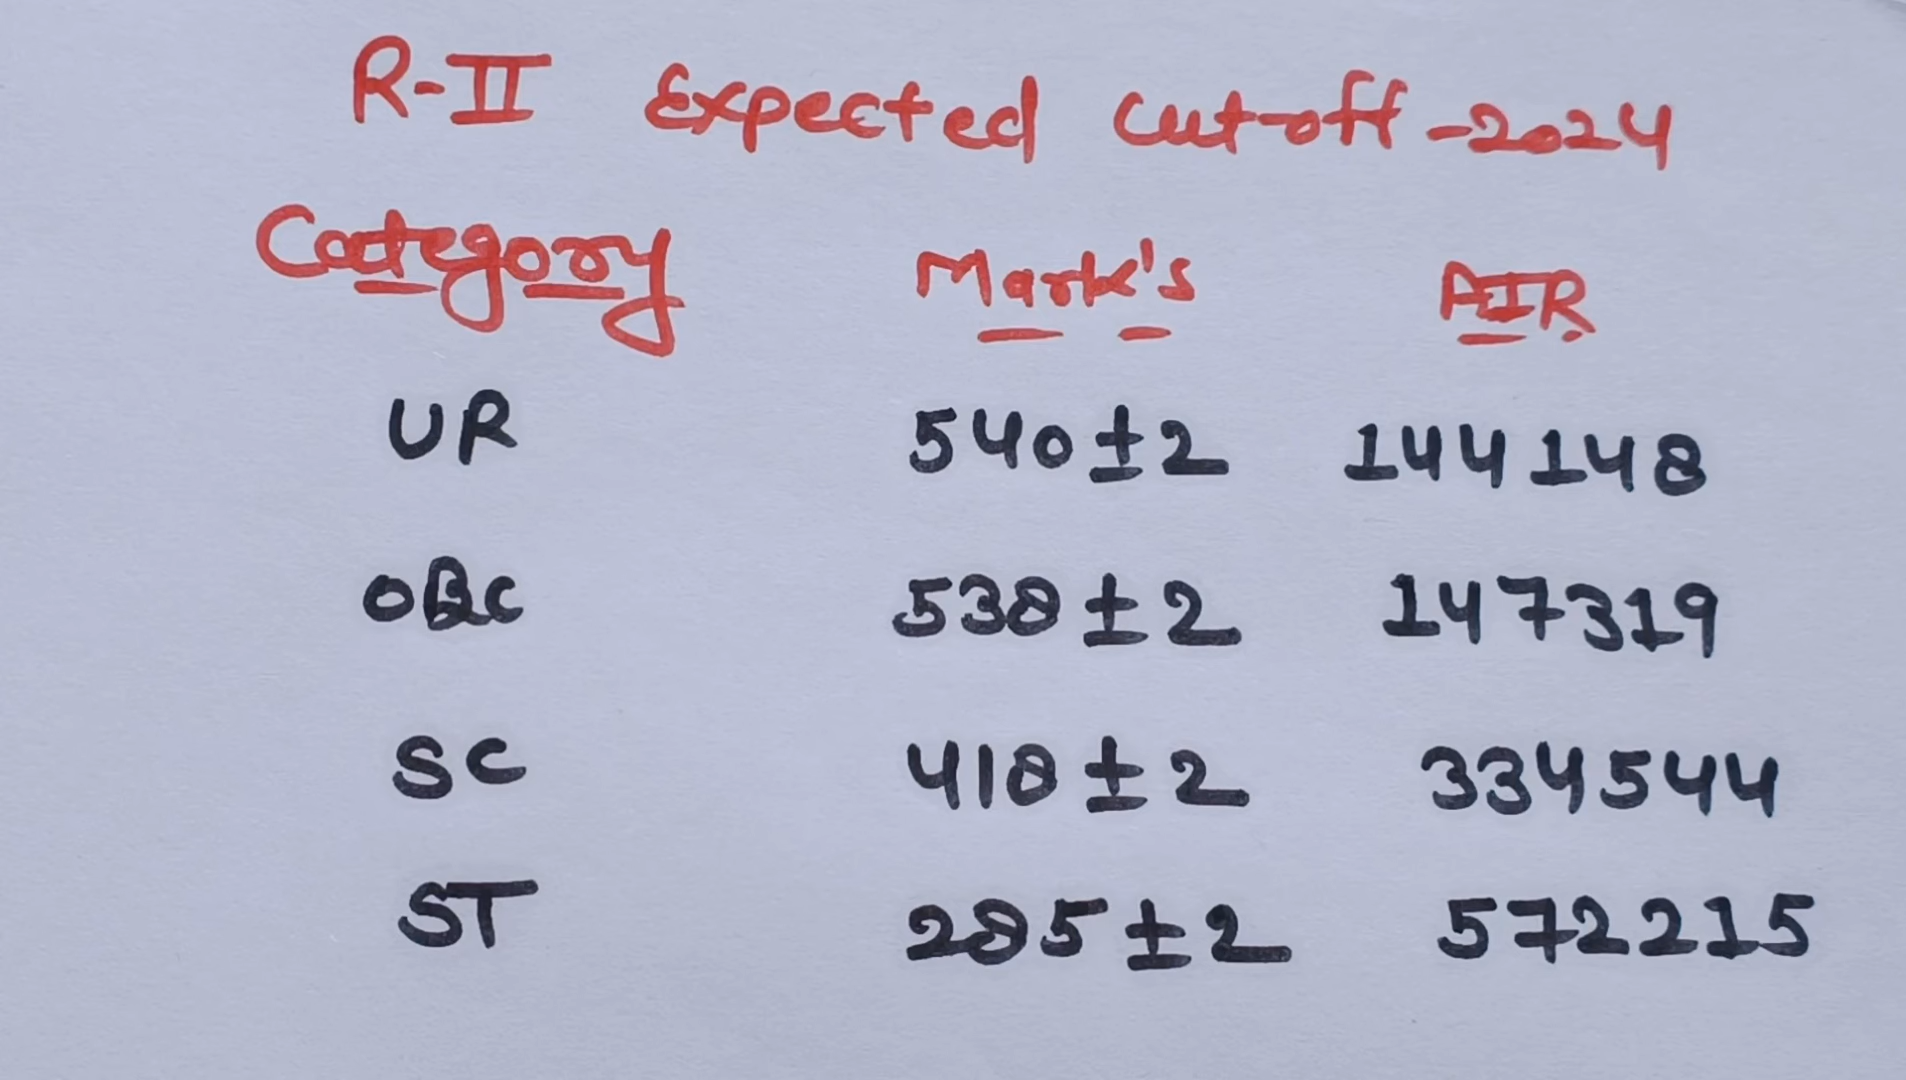 R-II Expected Cut-off-2024
Category Mark's AIR
UR 540±2 144148
OBC 538±2 147319
SC 418±2 334544
ST 285±2 572215